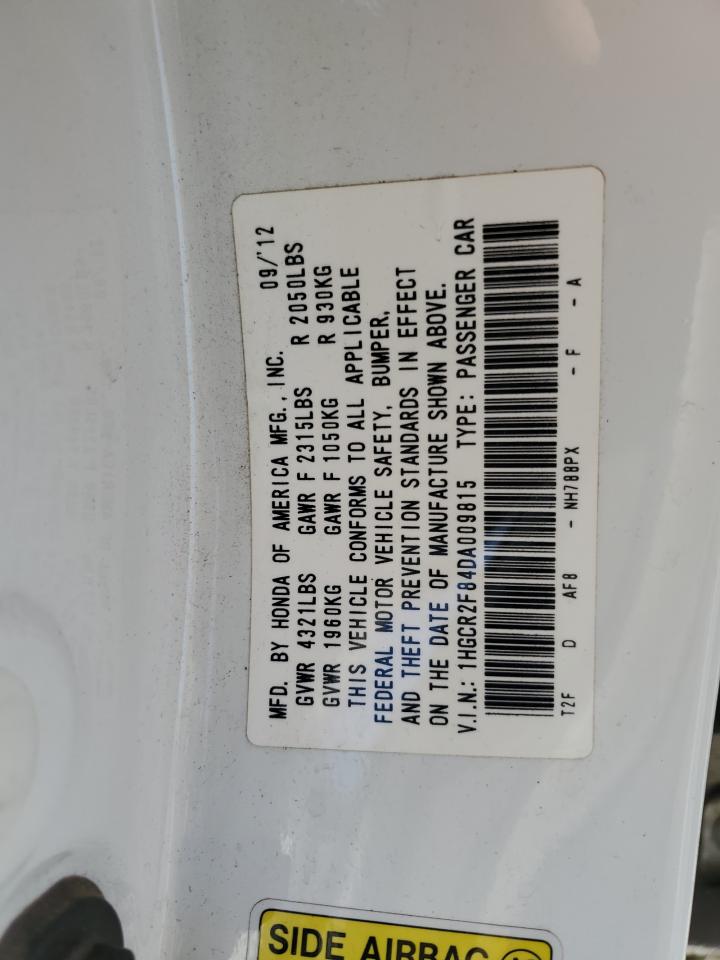 MFD. BY HONDA OF AMERICA MFG., INC. 09/'12
GVWR 4321LBS GAWR F 2315LBS R 2050LBS
GVWR 1960KG GAWR F 1050KG R 930KG
THIS VEHICLE CONFORMS TO ALL APPLICABLE
FEDERAL MOTOR VEHICLE SAFETY, BUMPER,
AND THEFT PREVENTION STANDARDS IN EFFECT
ON THE DATE OF MANUFACTURE SHOWN ABOVE.
V.I.N.: 1HGCR2F84DA009815 TYPE: PASSENGER CAR
T2F D AF8 - NH788PX - F - A
SIDE AIRBAG